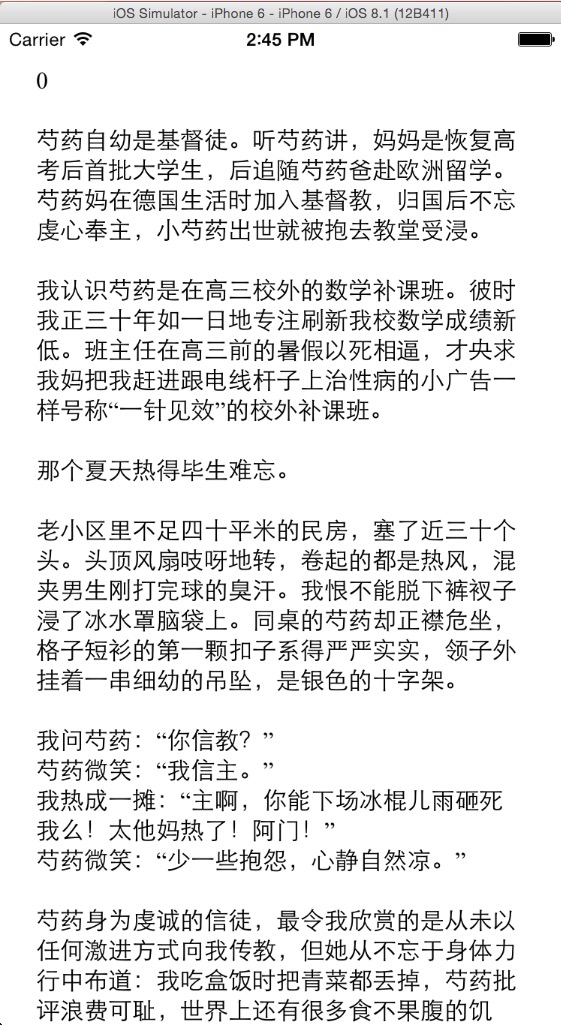 iOS Simulator - iPhone 6 - iPhone 6 / iOS 8.1 (12B411)
Carrier 2:45 PM
0
芍药自幼是基督徒。听芍药讲，妈妈是恢复高
考后首批大学生，后追随芍药爸赴欧洲留学。
芍药妈在德国生活时加入基督教，归国后不忘
虔心奉主，小芍药出世就被抱去教堂受浸。
我认识芍药是在高三校外的数学补课班。彼时
我正三十年如一日地专注刷新我校数学成绩新
低。班主任在高三前的暑假以死相逼，才央求
我妈把我赶进跟电线杆子上治性病的小广告一
样号称“一针见效”的校外补课班。
那个夏天热得毕生难忘。
老小区里不足四十平米的民房，塞了近三十个
头。头顶风扇吱呀地转，卷起的都是热风，混
夹男生刚打完球的臭汗。我恨不能脱下裤衩子
浸了冰水罩脑袋上。同桌的芍药却正襟危坐，
格子短衫的第一颗扣子系得严严实实，领子外
挂着一串细幼的吊坠，是银色的十字架。
我问芍药：“你信教？”
芍药微笑：“我信主。”
我热成一摊：“主啊，你能下场冰棍儿雨砸死
我么！太他妈热了！阿门！”
芍药微笑：“少一些抱怨，心静自然凉。”
芍药身为虔诚的信徒，最令我欣赏的是从未以
任何激进方式向我传教，但她从不忘于身体力
行中布道：我吃盒饭时把青菜都丢掉，芍药批
评浪费可耻，世界上还有很多食不果腹的饥